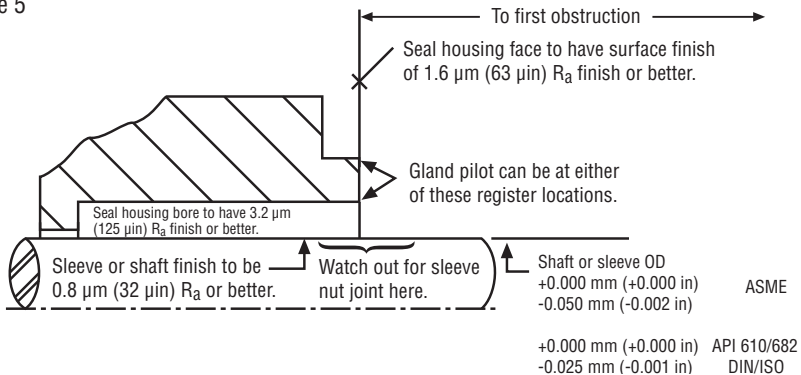 e 5
To first obstruction
Seal housing face to have surface finish
of 1.6 µm (63 µin) Ra finish or better.
Gland pilot can be at either
of these register locations.
Seal housing bore to have 3.2 µm
(125 µin) Ra finish or better.
Sleeve or shaft finish to be
0.8 µm (32 µin) Ra or better.
Watch out for sleeve
nut joint here.
Shaft or sleeve OD
+0.000 mm (+0.000 in)
-0.050 mm (-0.002 in)
ASME
+0.000 mm (+0.000 in) API 610/682
-0.025 mm (-0.001 in) DIN/ISO